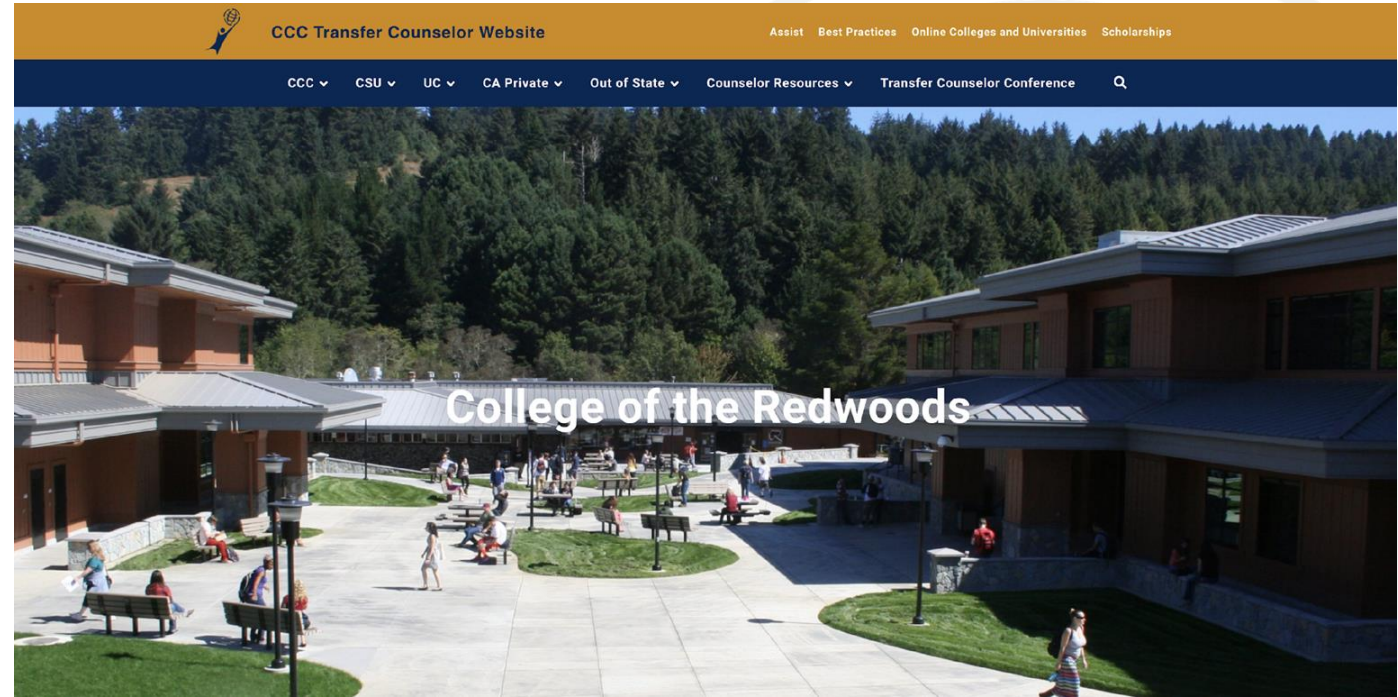 CCC Transfer Counselor Website
Assist Best Practices Online Colleges and Universities Scholarships
CCC CSU UC CA Private Out of State Counselor Resources Transfer Counselor Conference
College of the Redwoods